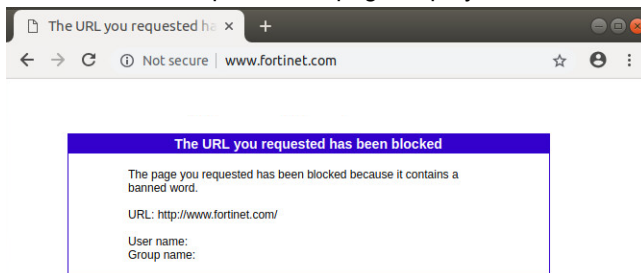 The URL you requested ha
Not secure www.fortinet.com
The URL you requested has been blocked
The page you requested has been blocked because it contains a
banned word.
URL: http://www.fortinet.com/
User name:
Group name: